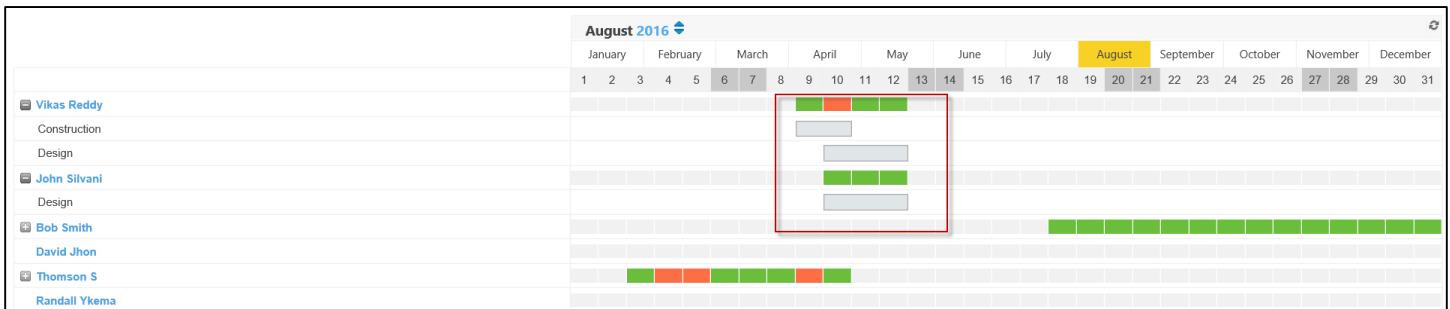 August 2016
January February March April May June July August September October November December
1 2 3 4 5 6 7 8 9 10 11 12 13 14 15 16 17 18 19 20 21 22 23 24 25 26 27 28 29 30 31
Vikas Reddy
Construction
Design
John Silvani
Design
Bob Smith
David Jhon
Thomson S
Randall Ykema